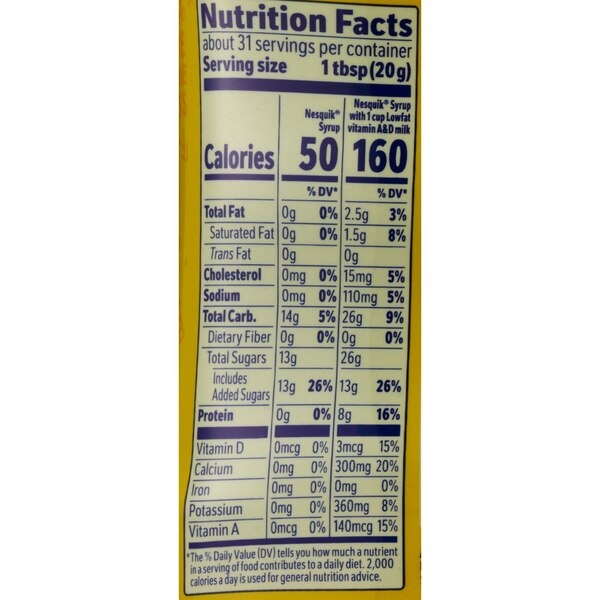 Nutrition Facts
about 31 servings per container
Serving size 1 tbsp (20g)
Nesquik® Syrup
Nesquik® Syrup with 1 cup Lowfat vitamin A&D milk
Calories 50 160
% DV* % DV*
Total Fat 0g 0% 2.5g 3%
Saturated Fat 0g 0% 1.5g 8%
Trans Fat 0g 0g
Cholesterol 0mg 0% 15mg 5%
Sodium 0mg 0% 110mg 5%
Total Carb. 14g 5% 26g 9%
Dietary Fiber 0g 0% 0g 0%
Total Sugars 13g 26g
Includes
Added Sugars 13g 26% 13g 26%
Protein 0g 0% 8g 16%
Vitamin D 0mcg 0% 3mcg 15%
Calcium 0mg 0% 300mg 20%
Iron 0mg 0% 0mg 0%
Potassium 0mg 0% 360mg 8%
Vitamin A 0mcg 0% 140mcg 15%
*The % Daily Value (DV) tells you how much a nutrient
in a serving of food contributes to a daily diet. 2,000
calories a day is used for general nutrition advice.